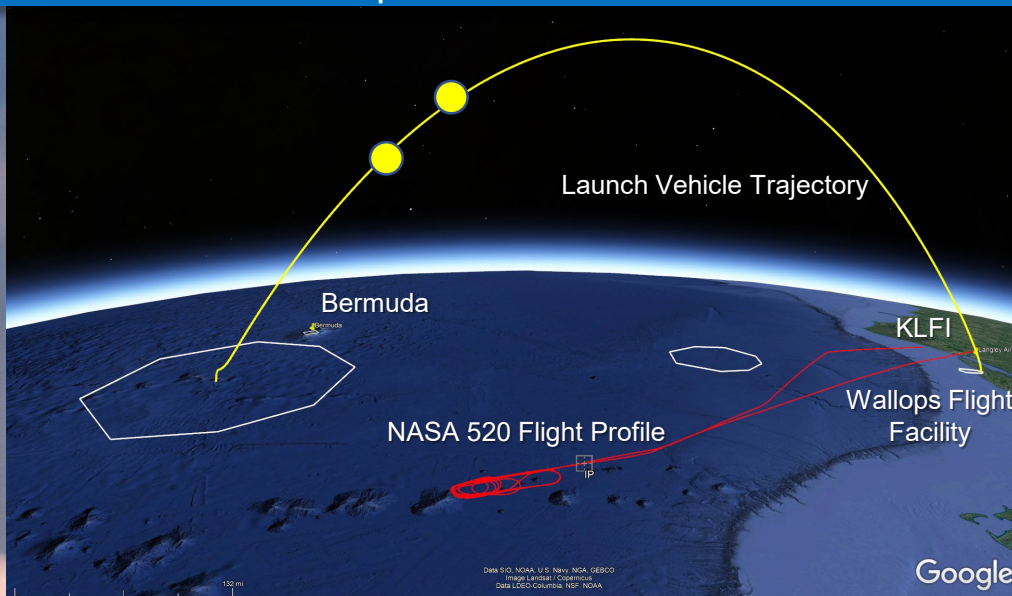 Launch Vehicle Trajectory
Bermuda
Bermuda
KLFI
Langley Air
Wallops Flight
Facility
NASA 520 Flight Profile
IP
Data SIO, NOAA, U.S. Navy, NGA, GEBCO
Image Landsat / Copernicus
Data LDEO-Columbia, NSF, NOAA
132 mi
Google